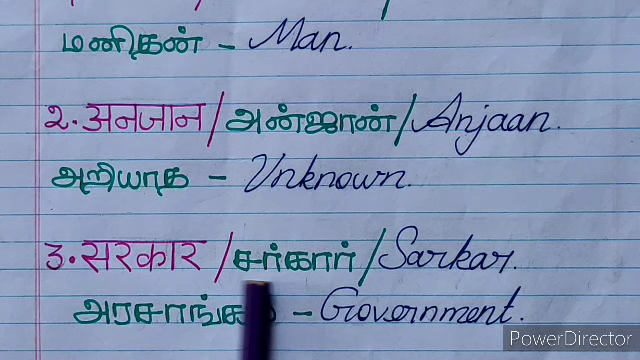 மனிதன் - Man.
2. अनजान / அன்ஜான் / Anjaan.
அறியாத - Unknown.
3. सरकार / சர்கார் / Sarkar.
- Government.
PowerDirector